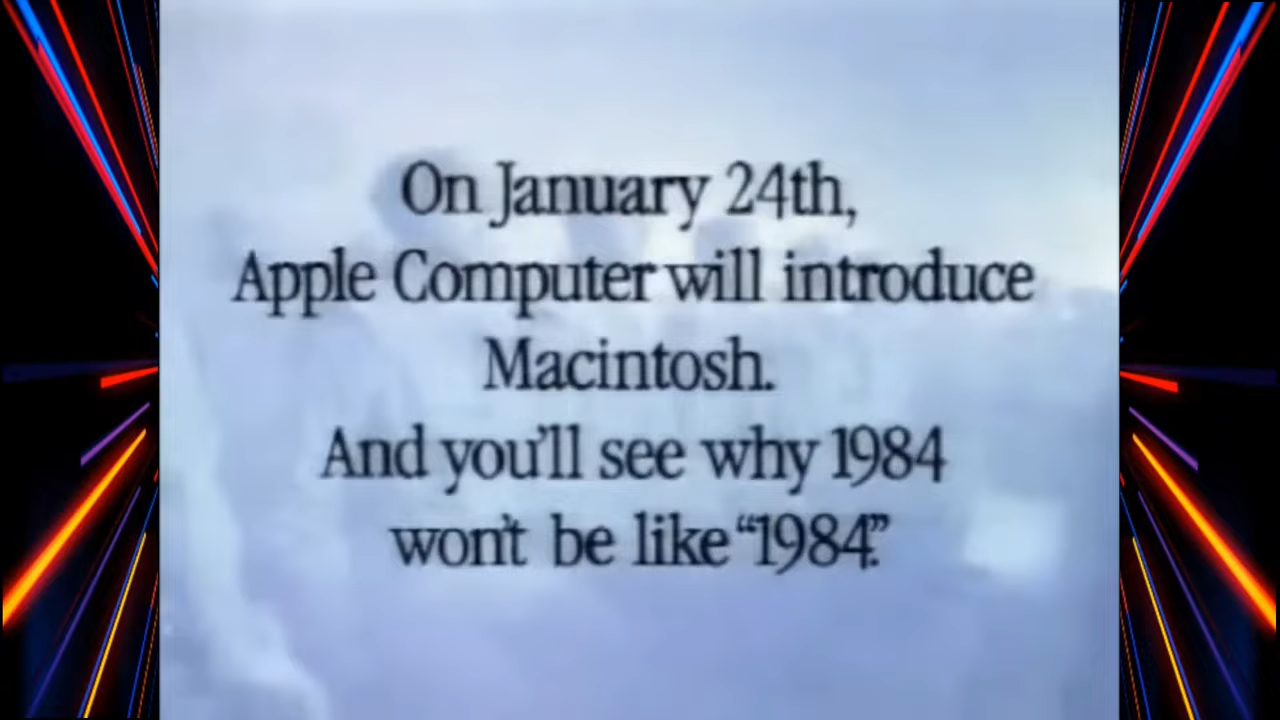 On January 24th,
Apple Computer will introduce
Macintosh.
And you'll see why 1984
won't be like “1984.”